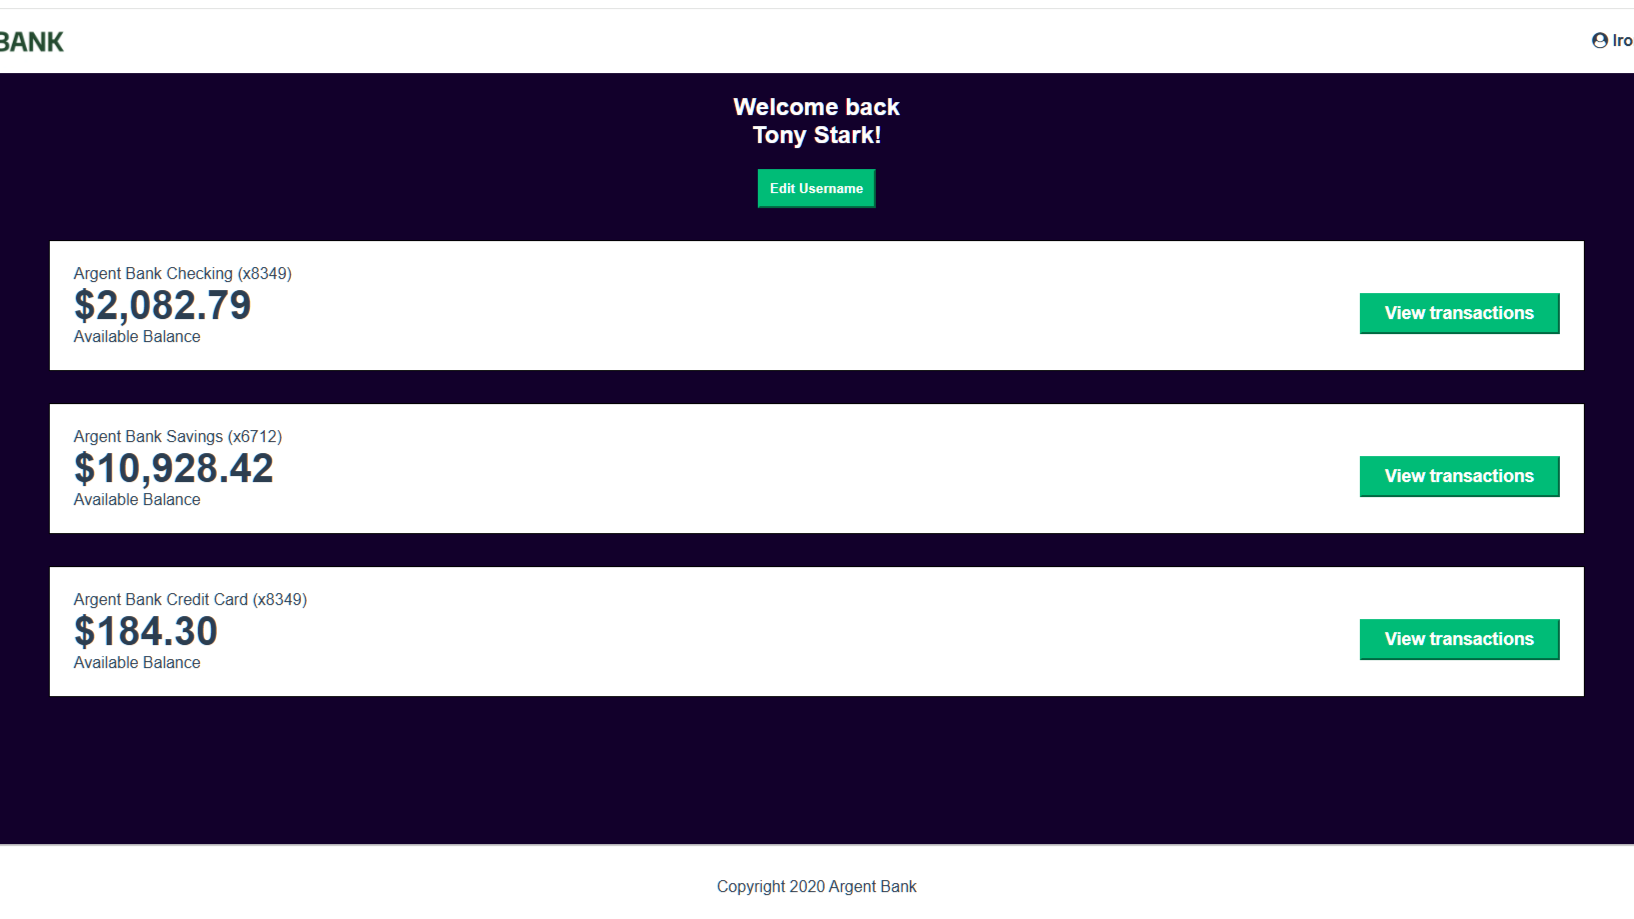 BANK
Iro
Welcome back
Tony Stark!
Edit Username
Argent Bank Checking (x8349)
$2,082.79
Available Balance
View transactions
Argent Bank Savings (x6712)
$10,928.42
Available Balance
View transactions
Argent Bank Credit Card (x8349)
$184.30
Available Balance
View transactions
Copyright 2020 Argent Bank